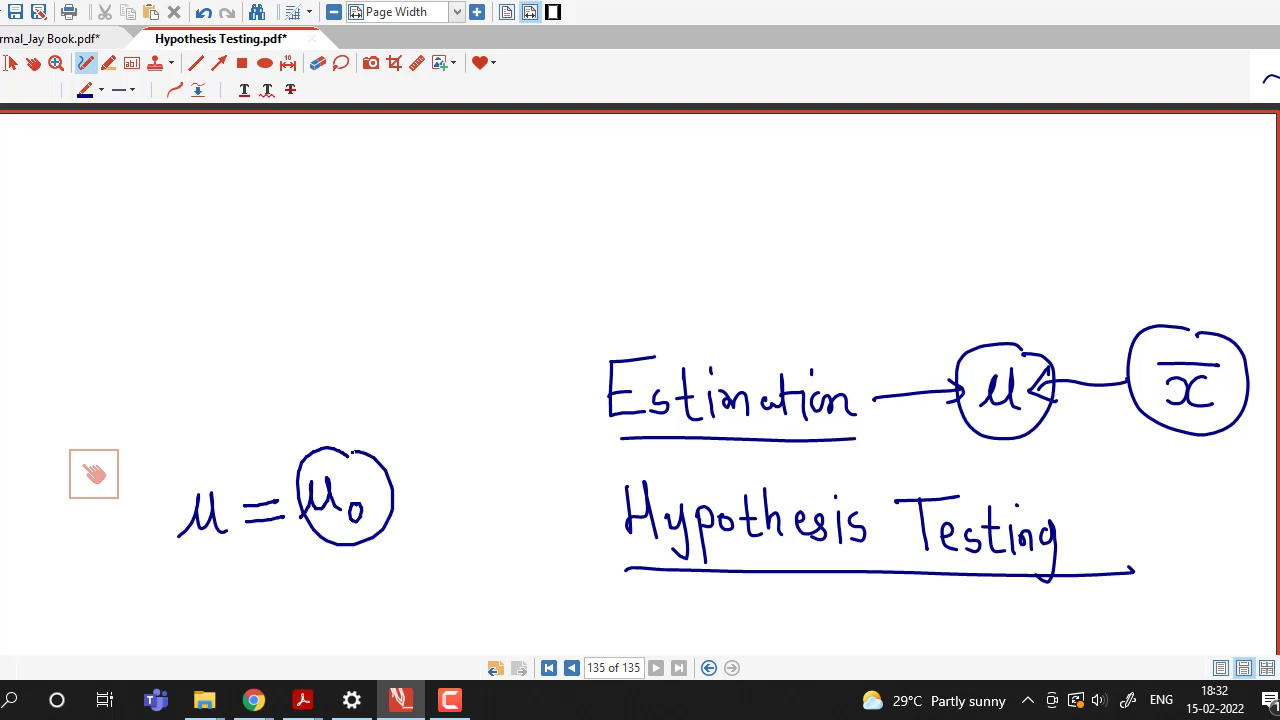 Page Width
rmal_Jay Book.pdf*
Hypothesis Testing.pdf*
10
T T T
Estimation → μ ← x̅
μ = μ₀
Hypothesis Testing
135 of 135
29°C Partly sunny
ENG
18:32
15-02-2022